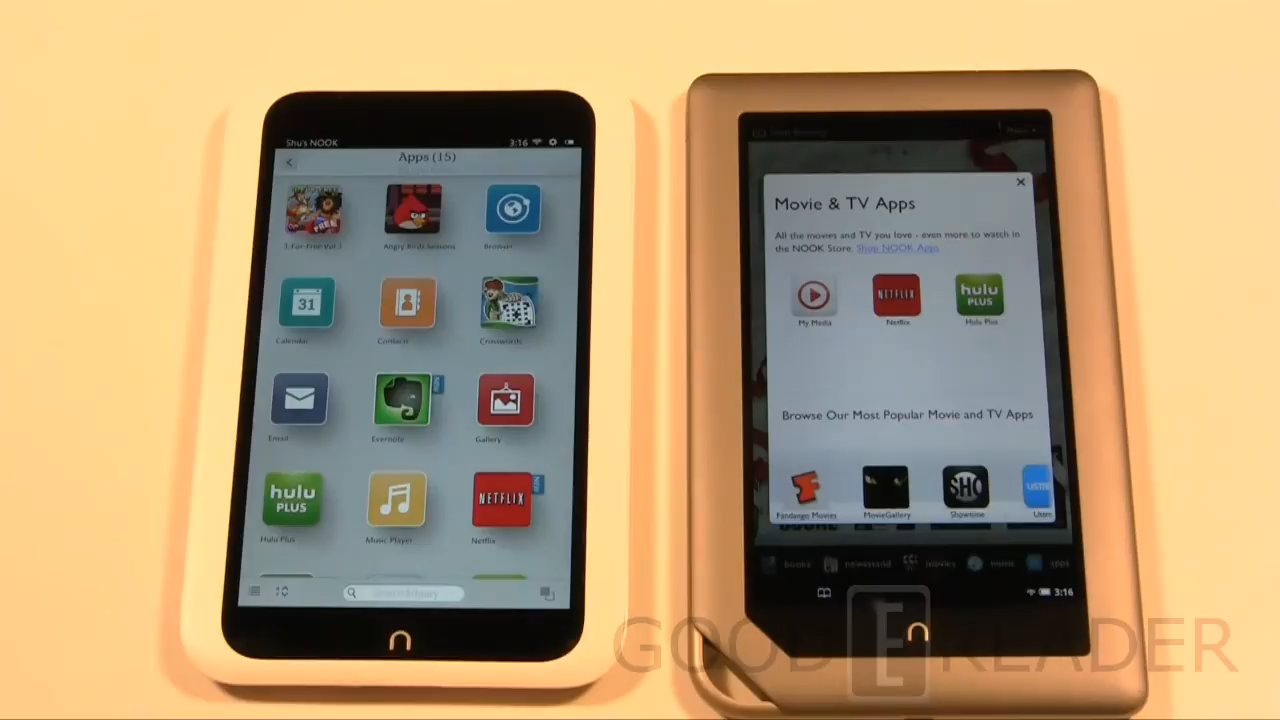 Shu's NOOK
3:16
Apps (15)
FREE
Angry Birds Seasons
Browser
31
Calendar
Contacts
Crosswords
NEW
Email
Evernote
Gallery
hulu
PLUS
NEW
NETFLIX
Hulu Plus
Music Player
Netflix
Movie & TV Apps
All the movies and TV you love - even more to watch in
the NOOK Store. Shop NOOK Apps
NETFLIX
hulu
PLUS
My Media
Netflix
Hulu Plus
Browse Our Most Popular Movie and TV Apps
SHO
Fandango Movies
MovieGallery
Showtime
books
newsstand
movies
music
apps
3:16
GOOD E READER